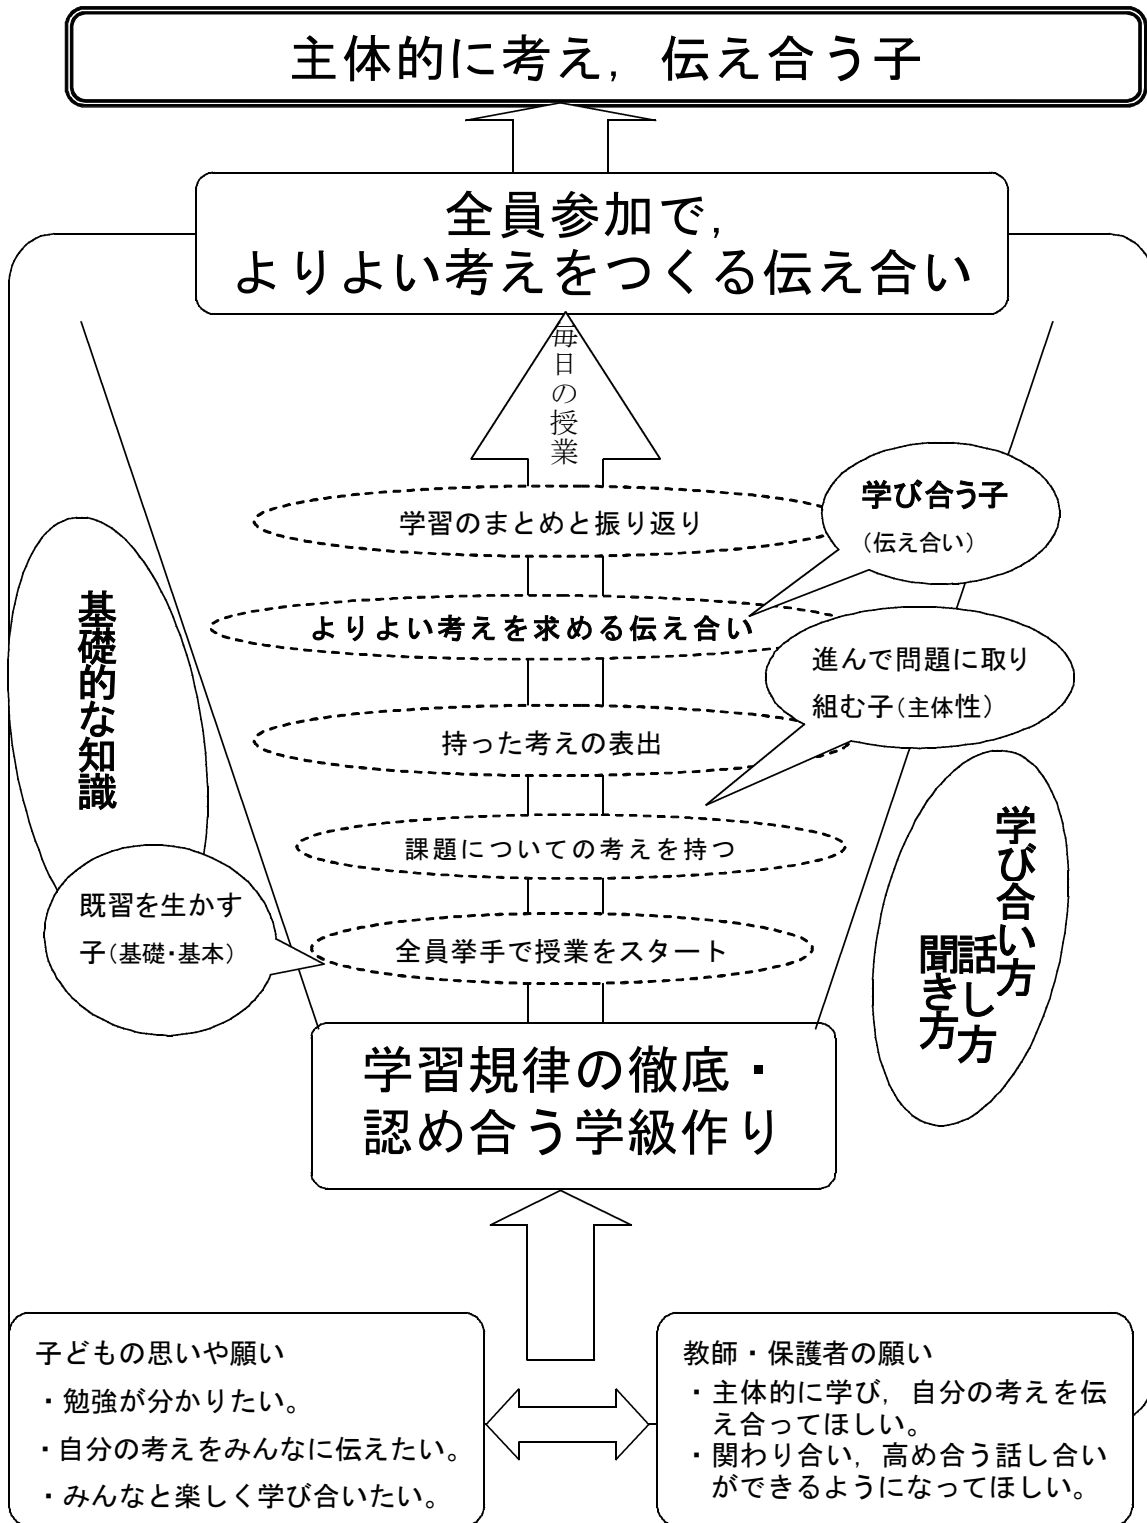 主体的に考え，伝え合う子
全員参加で，
よりよい考えをつくる伝え合い
毎日の授業
学習のまとめと振り返り
学び合う子
（伝え合い）
よりよい考えを求める伝え合い
進んで問題に取り
組む子（主体性）
持った考えの表出
基礎的な知識
課題についての考えを持つ
既習を生かす
子（基礎・基本）
全員挙手で授業をスタート
学び合い方
話し方
聞き方
学習規律の徹底・
認め合う学級作り
子どもの思いや願い
・勉強が分かりたい。
・自分の考えをみんなに伝えたい。
・みんなと楽しく学び合いたい。
教師・保護者の願い
・主体的に学び，自分の考えを伝
え合ってほしい。
・関わり合い，高め合う話し合い
ができるようになってほしい。